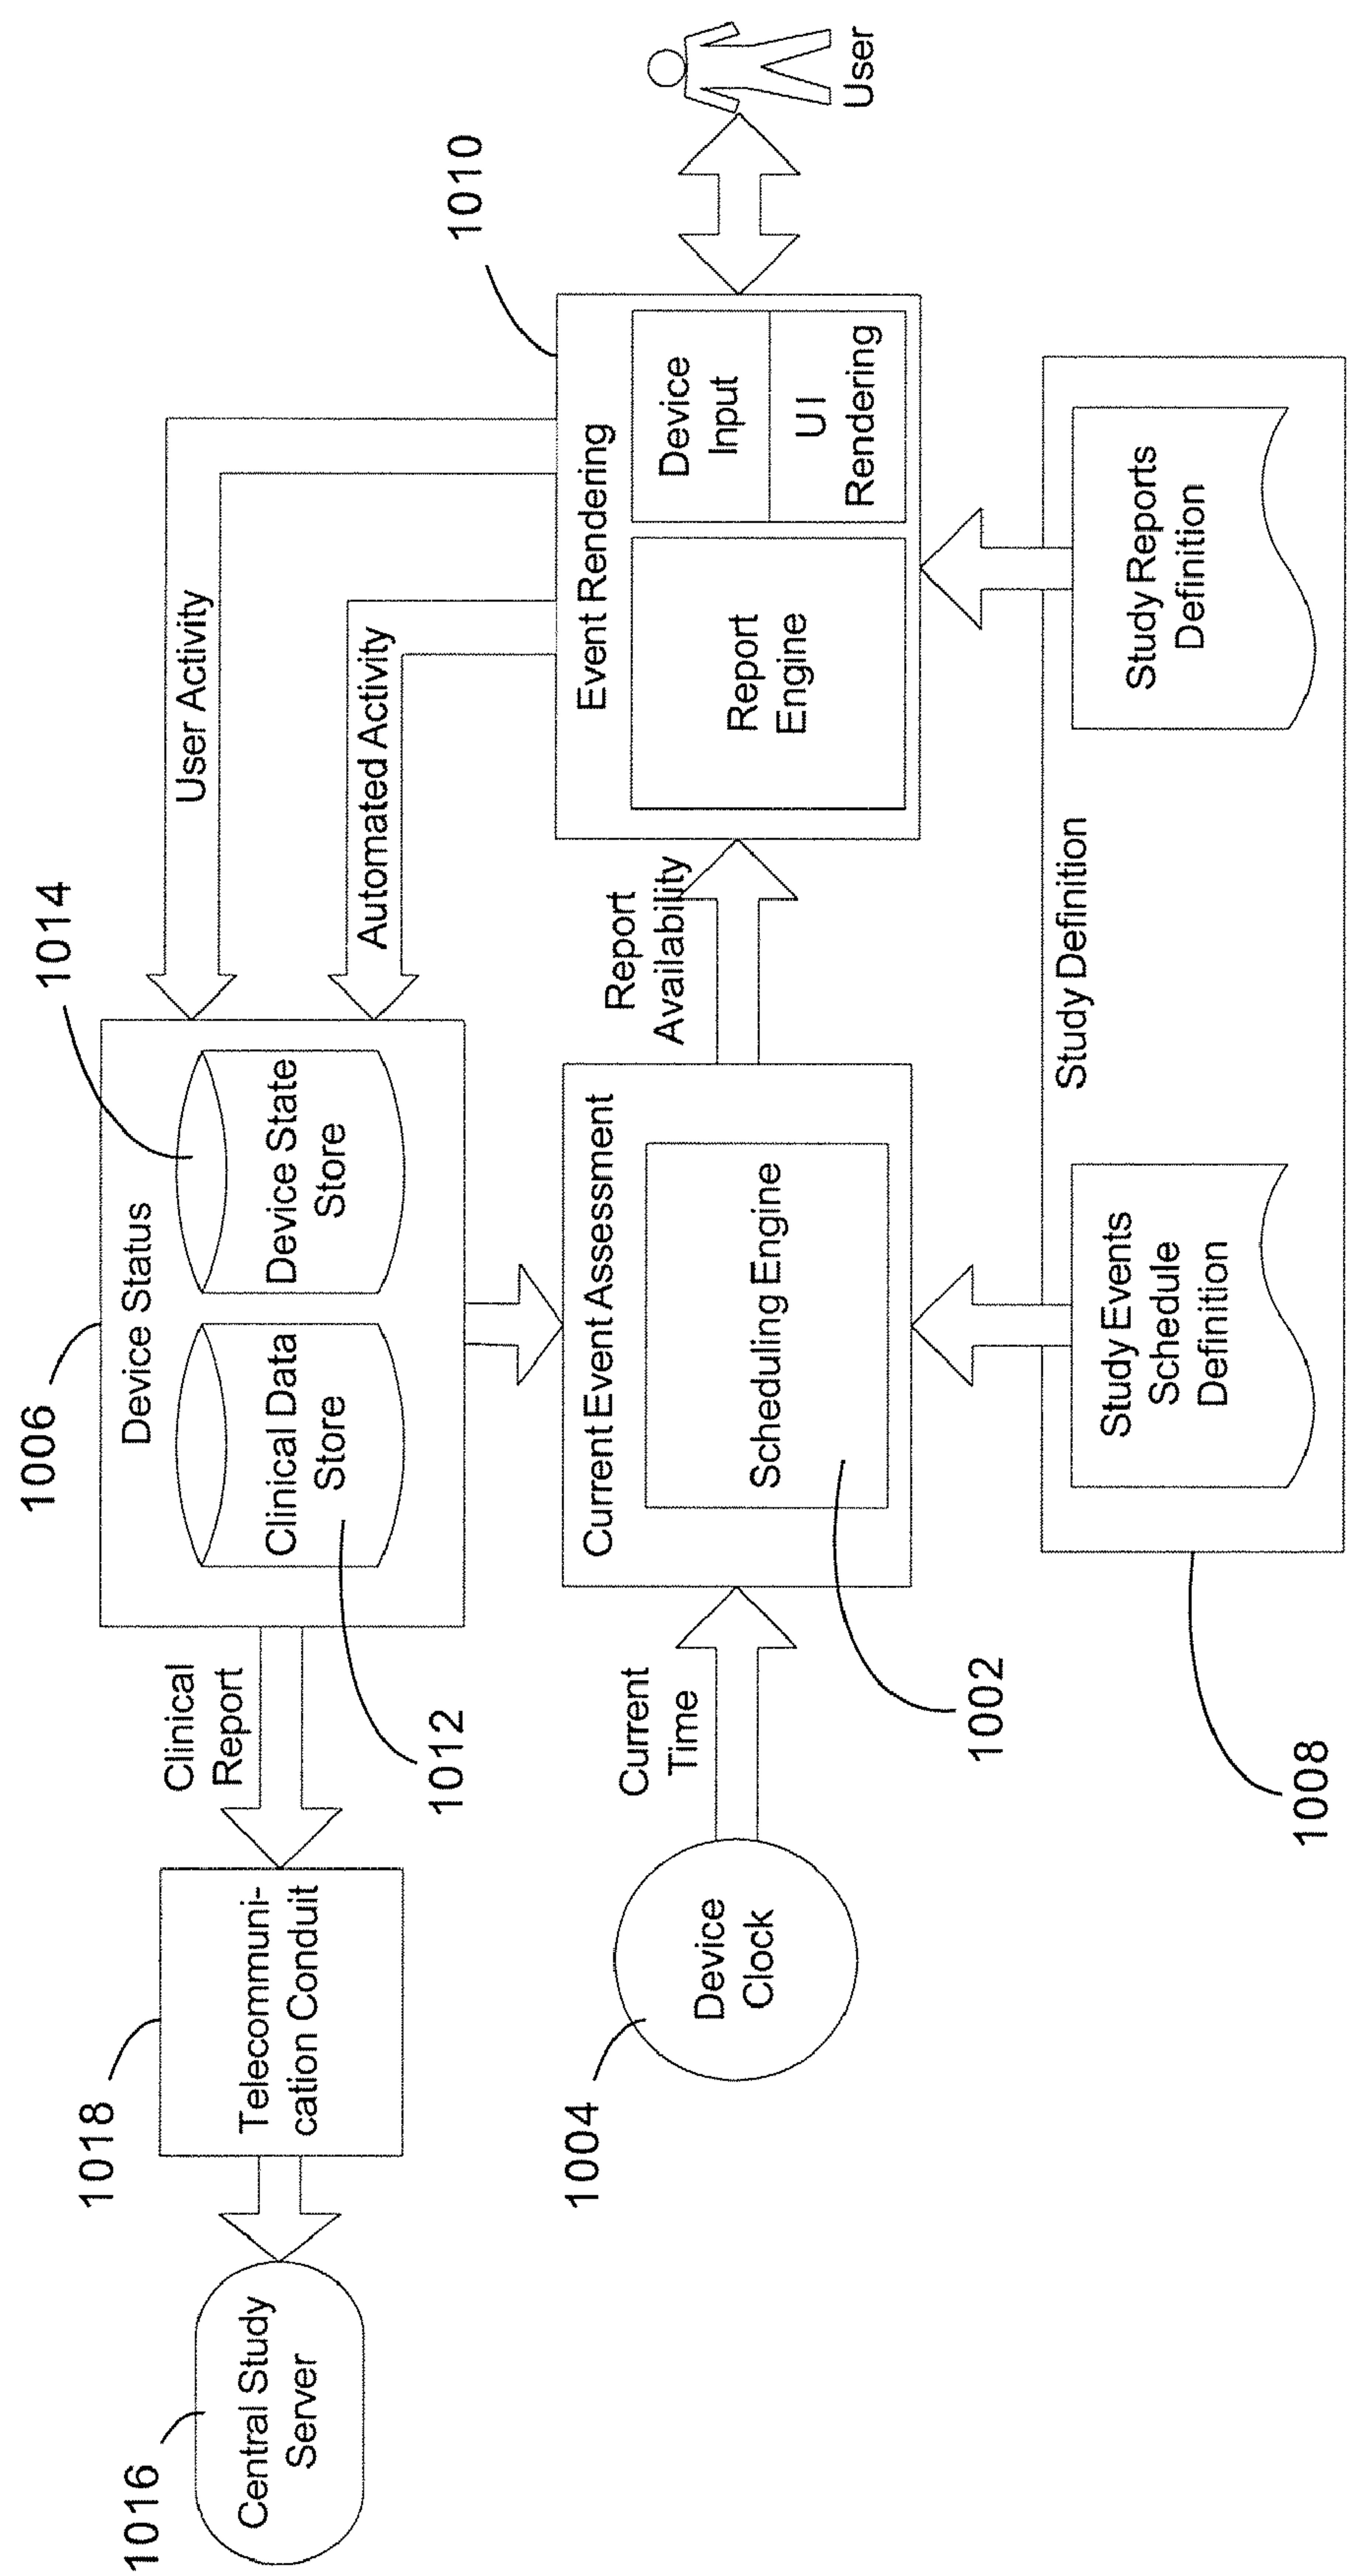 1016
Central Study
Server
1018
Telecommuni-
cation Conduit
Clinical
Report
1006
Device Status
Clinical Data
Store
1012
Device State
Store
1014
User Activity
Automated Activity
1004
Device
Clock
Current
Time
Current Event Assessment
Scheduling Engine
1002
Report
Availability
1010
Event Rendering
Report
Engine
Device
Input
UI
Rendering
User
1008
Study Definition
Study Events
Schedule
Definition
Study Reports
Definition